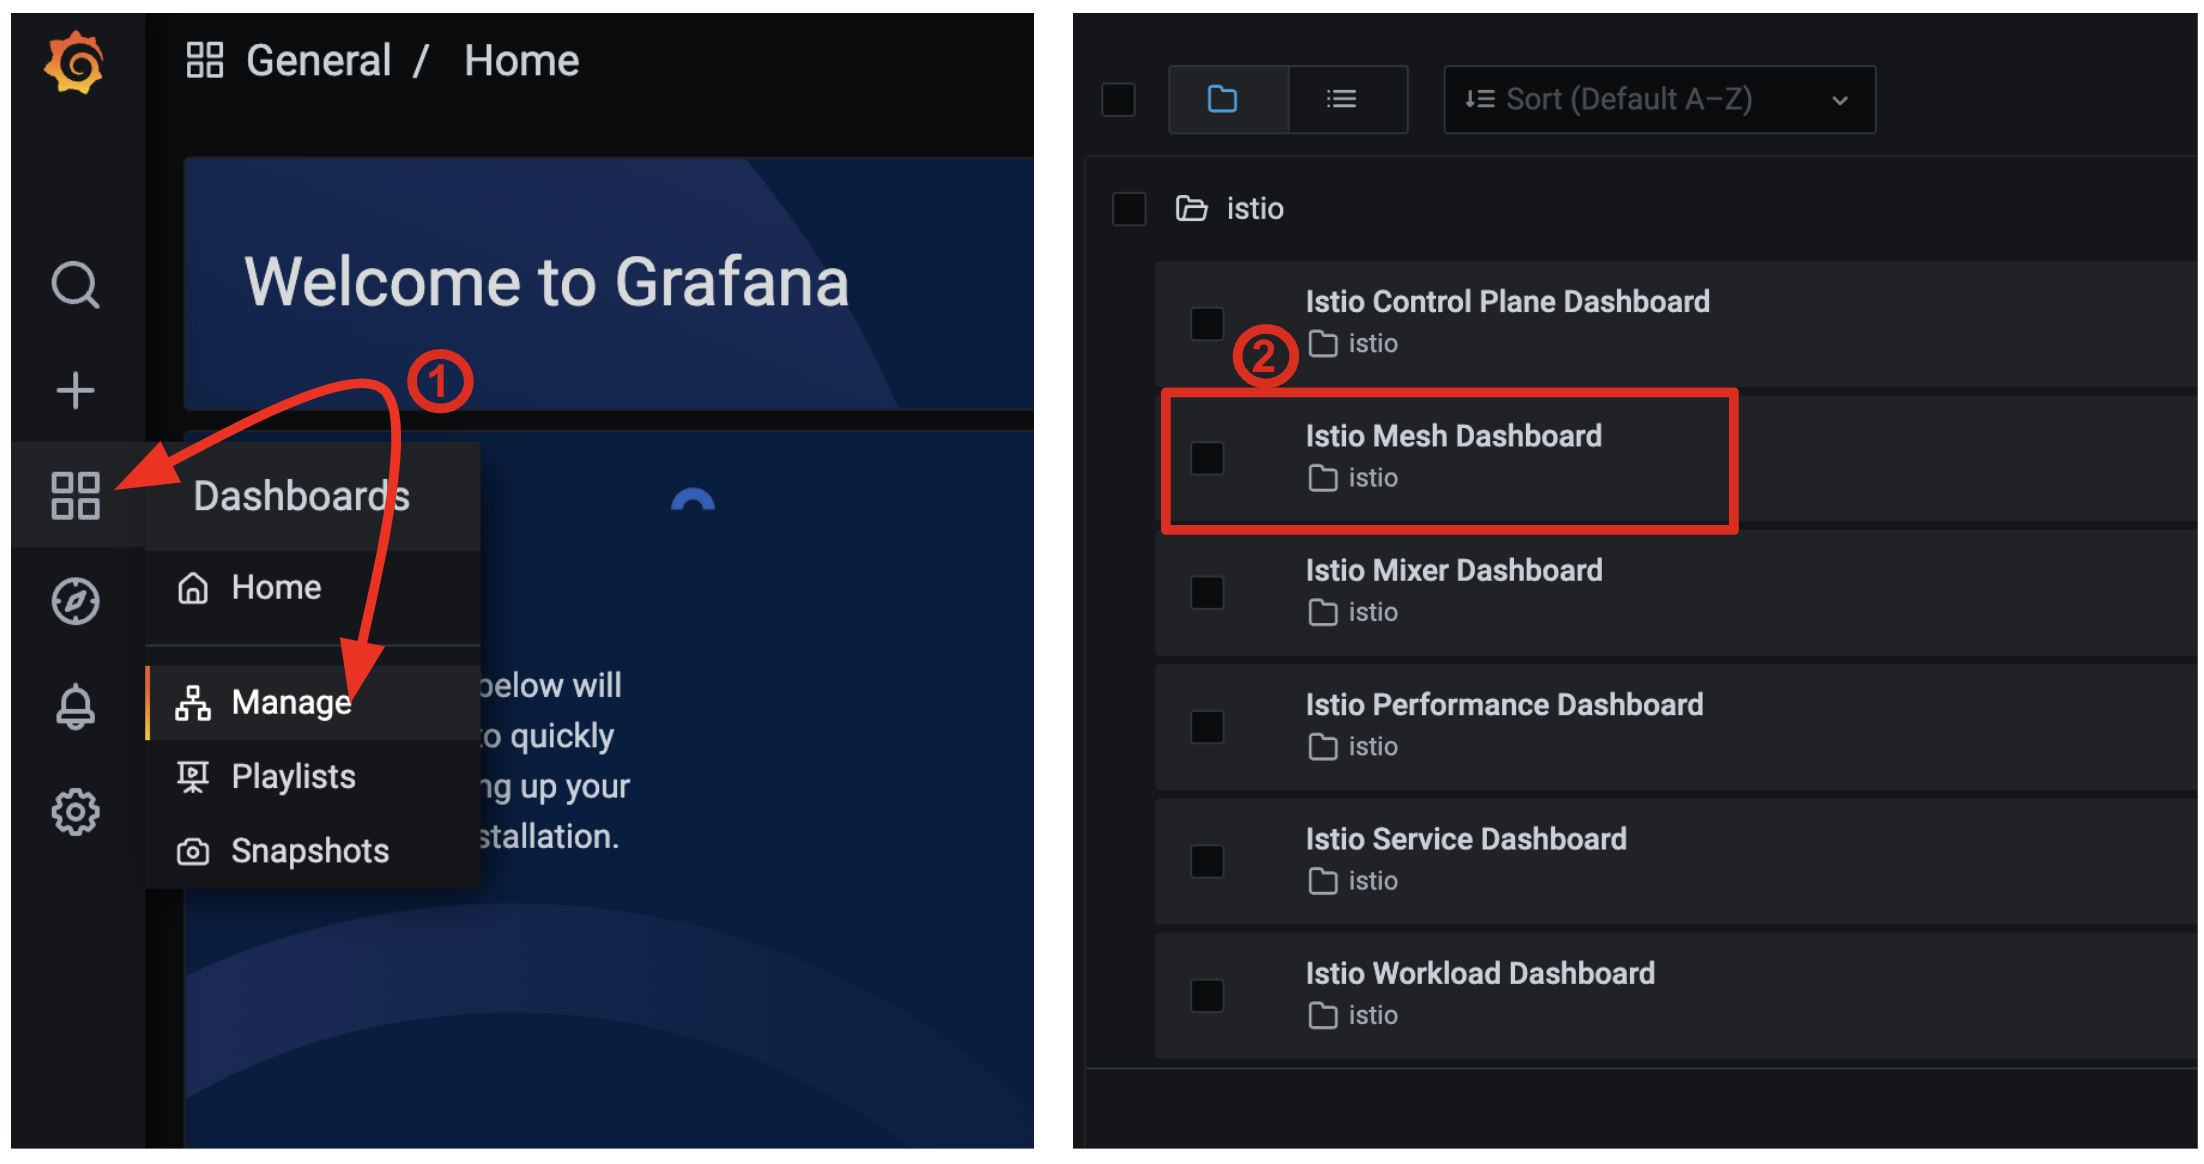 General / Home
Welcome to Grafana
1
Dashboards
Home
Manage
Playlists
Snapshots
below will
to quickly
ng up your
stallation.
Sort (Default A–Z)
istio
Istio Control Plane Dashboard
istio
2
Istio Mesh Dashboard
istio
Istio Mixer Dashboard
istio
Istio Performance Dashboard
istio
Istio Service Dashboard
istio
Istio Workload Dashboard
istio